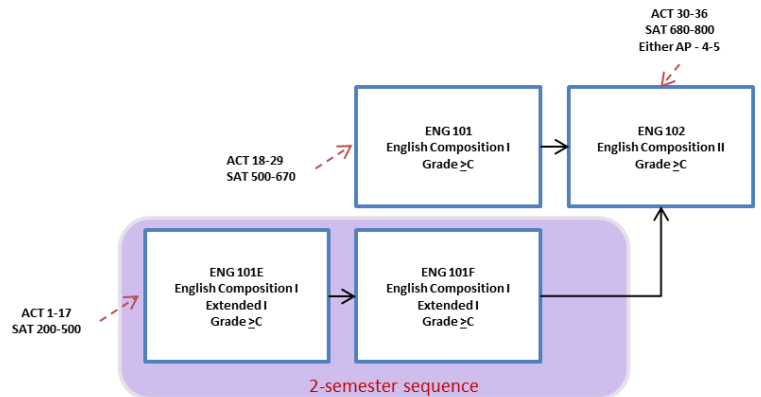 ACT 30-36
SAT 680-800
Either AP - 4-5
ENG 101
English Composition I
Grade ≥C
ENG 102
English Composition II
Grade ≥C
ACT 18-29
SAT 500-670
ENG 101E
English Composition I
Extended I
Grade ≥C
ENG 101F
English Composition I
Extended I
Grade ≥C
ACT 1-17
SAT 200-500
2-semester sequence